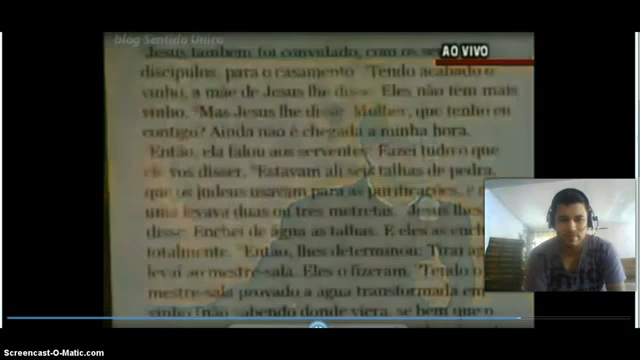 blog Sentido Único
AO VIVO
Jesus também foi convidado, com os seus
discípulos, para o casamento. Tendo acabado o
vinho, a mãe de Jesus lhe disse: Eles não têm mais
vinho. Mas Jesus lhe disse: Mulher, que tenho eu
contigo? Ainda não é chegada a minha hora.
Então, ela falou aos serventes: Fazei tudo o que
ele vos disser. Estavam ali seis talhas de pedra,
que os judeus usavam para as purificações, e
uma levava duas ou três metretas. Jesus lhes
disse: Enchei de água as talhas. E eles as
totalmente. Então, lhes determinou: Tirai
levai ao mestre-sala. Eles o fizeram. Tendo o
mestre-sala provado a água transformada em
vinho (não sabendo donde viera, se bem que o
Screencast-O-Matic.com